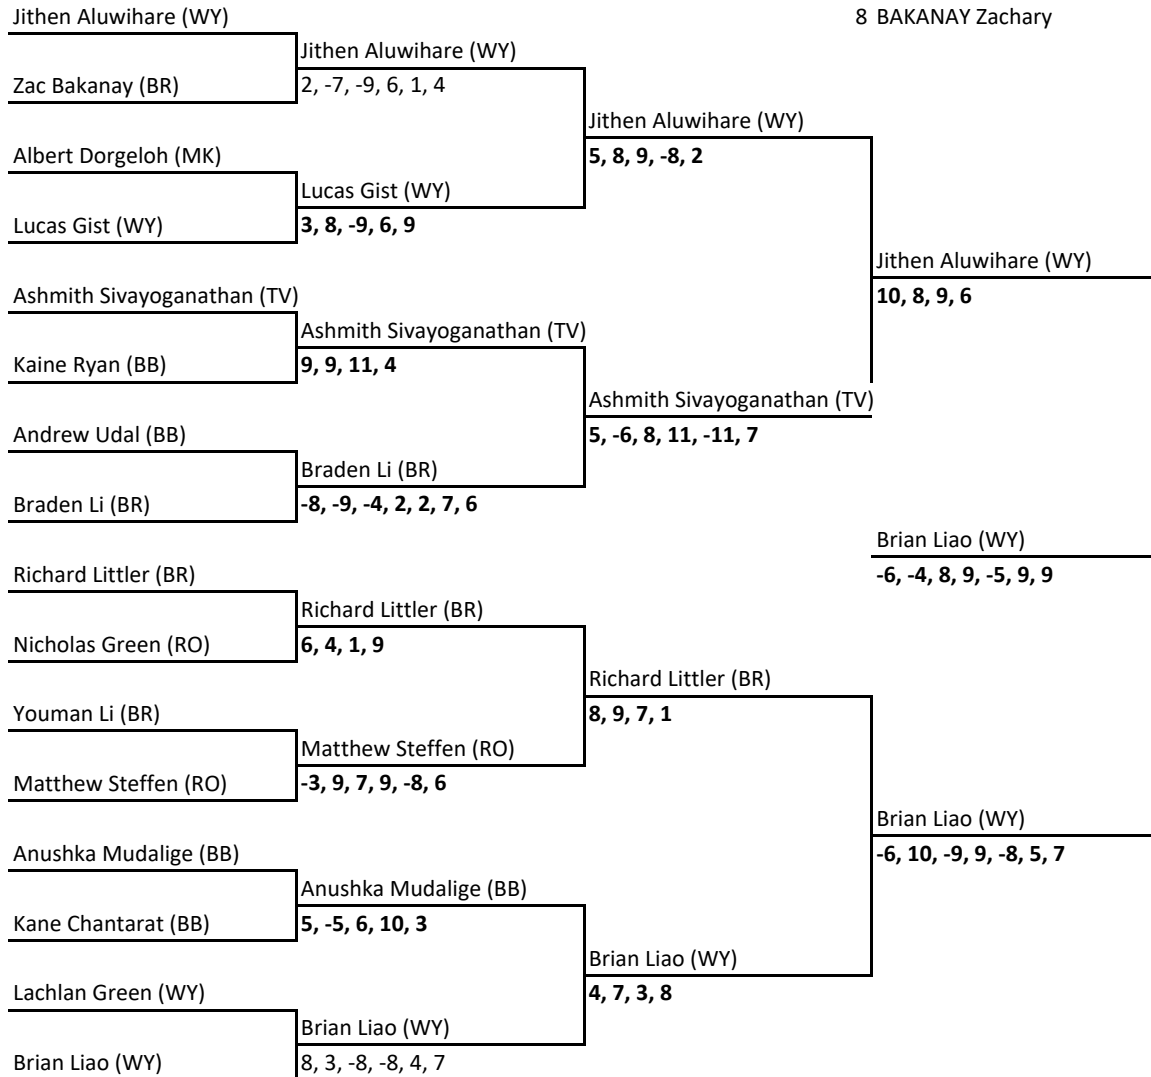 Jithen Aluwihare (WY)
8 BAKANAY Zachary
Jithen Aluwihare (WY)
Zac Bakanay (BR)
2, -7, -9, 6, 1, 4
Jithen Aluwihare (WY)
Albert Dorgeloh (MK)
5, 8, 9, -8, 2
Lucas Gist (WY)
Lucas Gist (WY)
3, 8, -9, 6, 9
Jithen Aluwihare (WY)
Ashmith Sivayoganathan (TV)
10, 8, 9, 6
Ashmith Sivayoganathan (TV)
Kaine Ryan (BB)
9, 9, 11, 4
Ashmith Sivayoganathan (TV)
Andrew Udal (BB)
5, -6, 8, 11, -11, 7
Braden Li (BR)
Braden Li (BR)
-8, -9, -4, 2, 2, 7, 6
Brian Liao (WY)
Richard Littler (BR)
-6, -4, 8, 9, -5, 9, 9
Richard Littler (BR)
Nicholas Green (RO)
6, 4, 1, 9
Richard Littler (BR)
Youman Li (BR)
8, 9, 7, 1
Matthew Steffen (RO)
Matthew Steffen (RO)
-3, 9, 7, 9, -8, 6
Brian Liao (WY)
Anushka Mudalige (BB)
-6, 10, -9, 9, -8, 5, 7
Anushka Mudalige (BB)
Kane Chantarat (BB)
5, -5, 6, 10, 3
Brian Liao (WY)
Lachlan Green (WY)
4, 7, 3, 8
Brian Liao (WY)
Brian Liao (WY)
8, 3, -8, -8, 4, 7